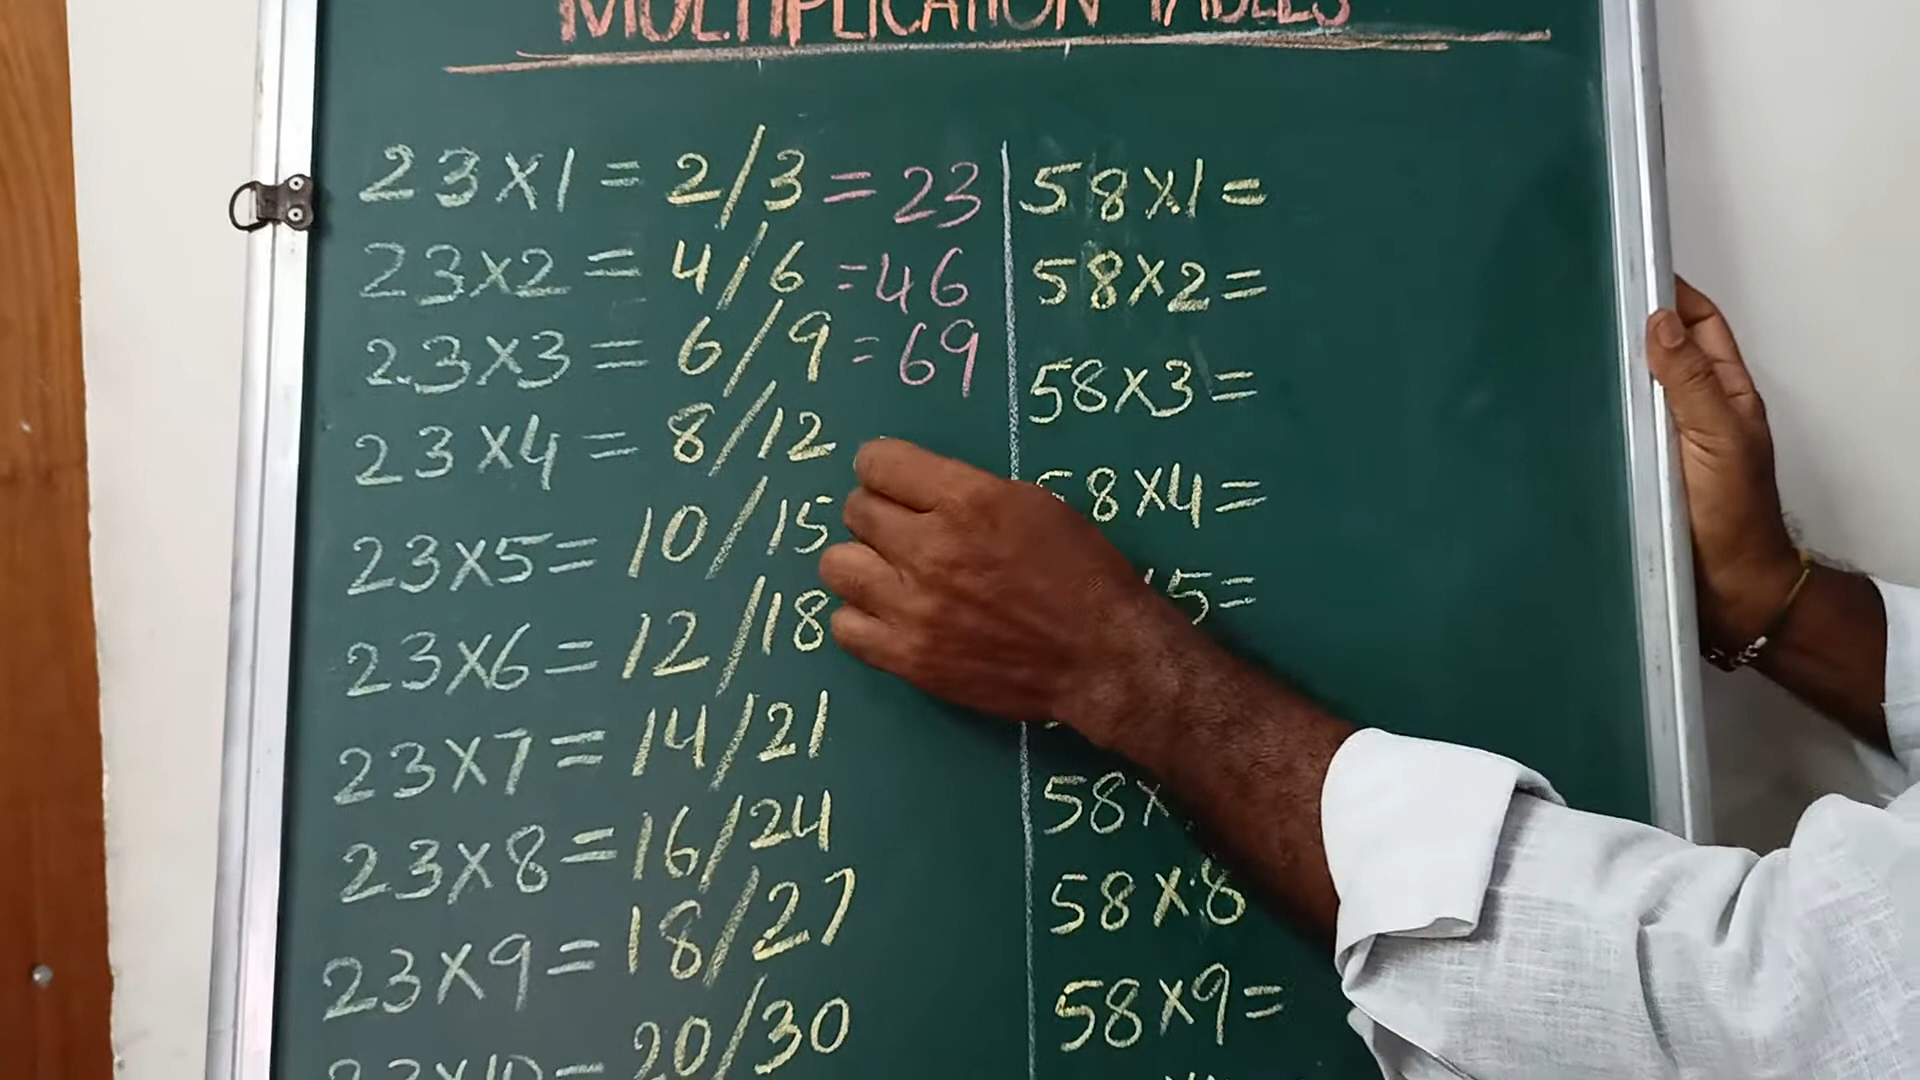 MULTIPLICATION TABLES
23×1 = 2/3 = 23
23×2 = 4/6 = 46
23×3 = 6/9 = 69
23×4 = 8/12
23×5 = 10/15
23×6 = 12/18
23×7 = 14/21
23×8 = 16/24
23×9 = 18/27
23×10 = 20/30
58×1=
58×2=
58×3=
58×4=
5=
58×
58×8
58×9=